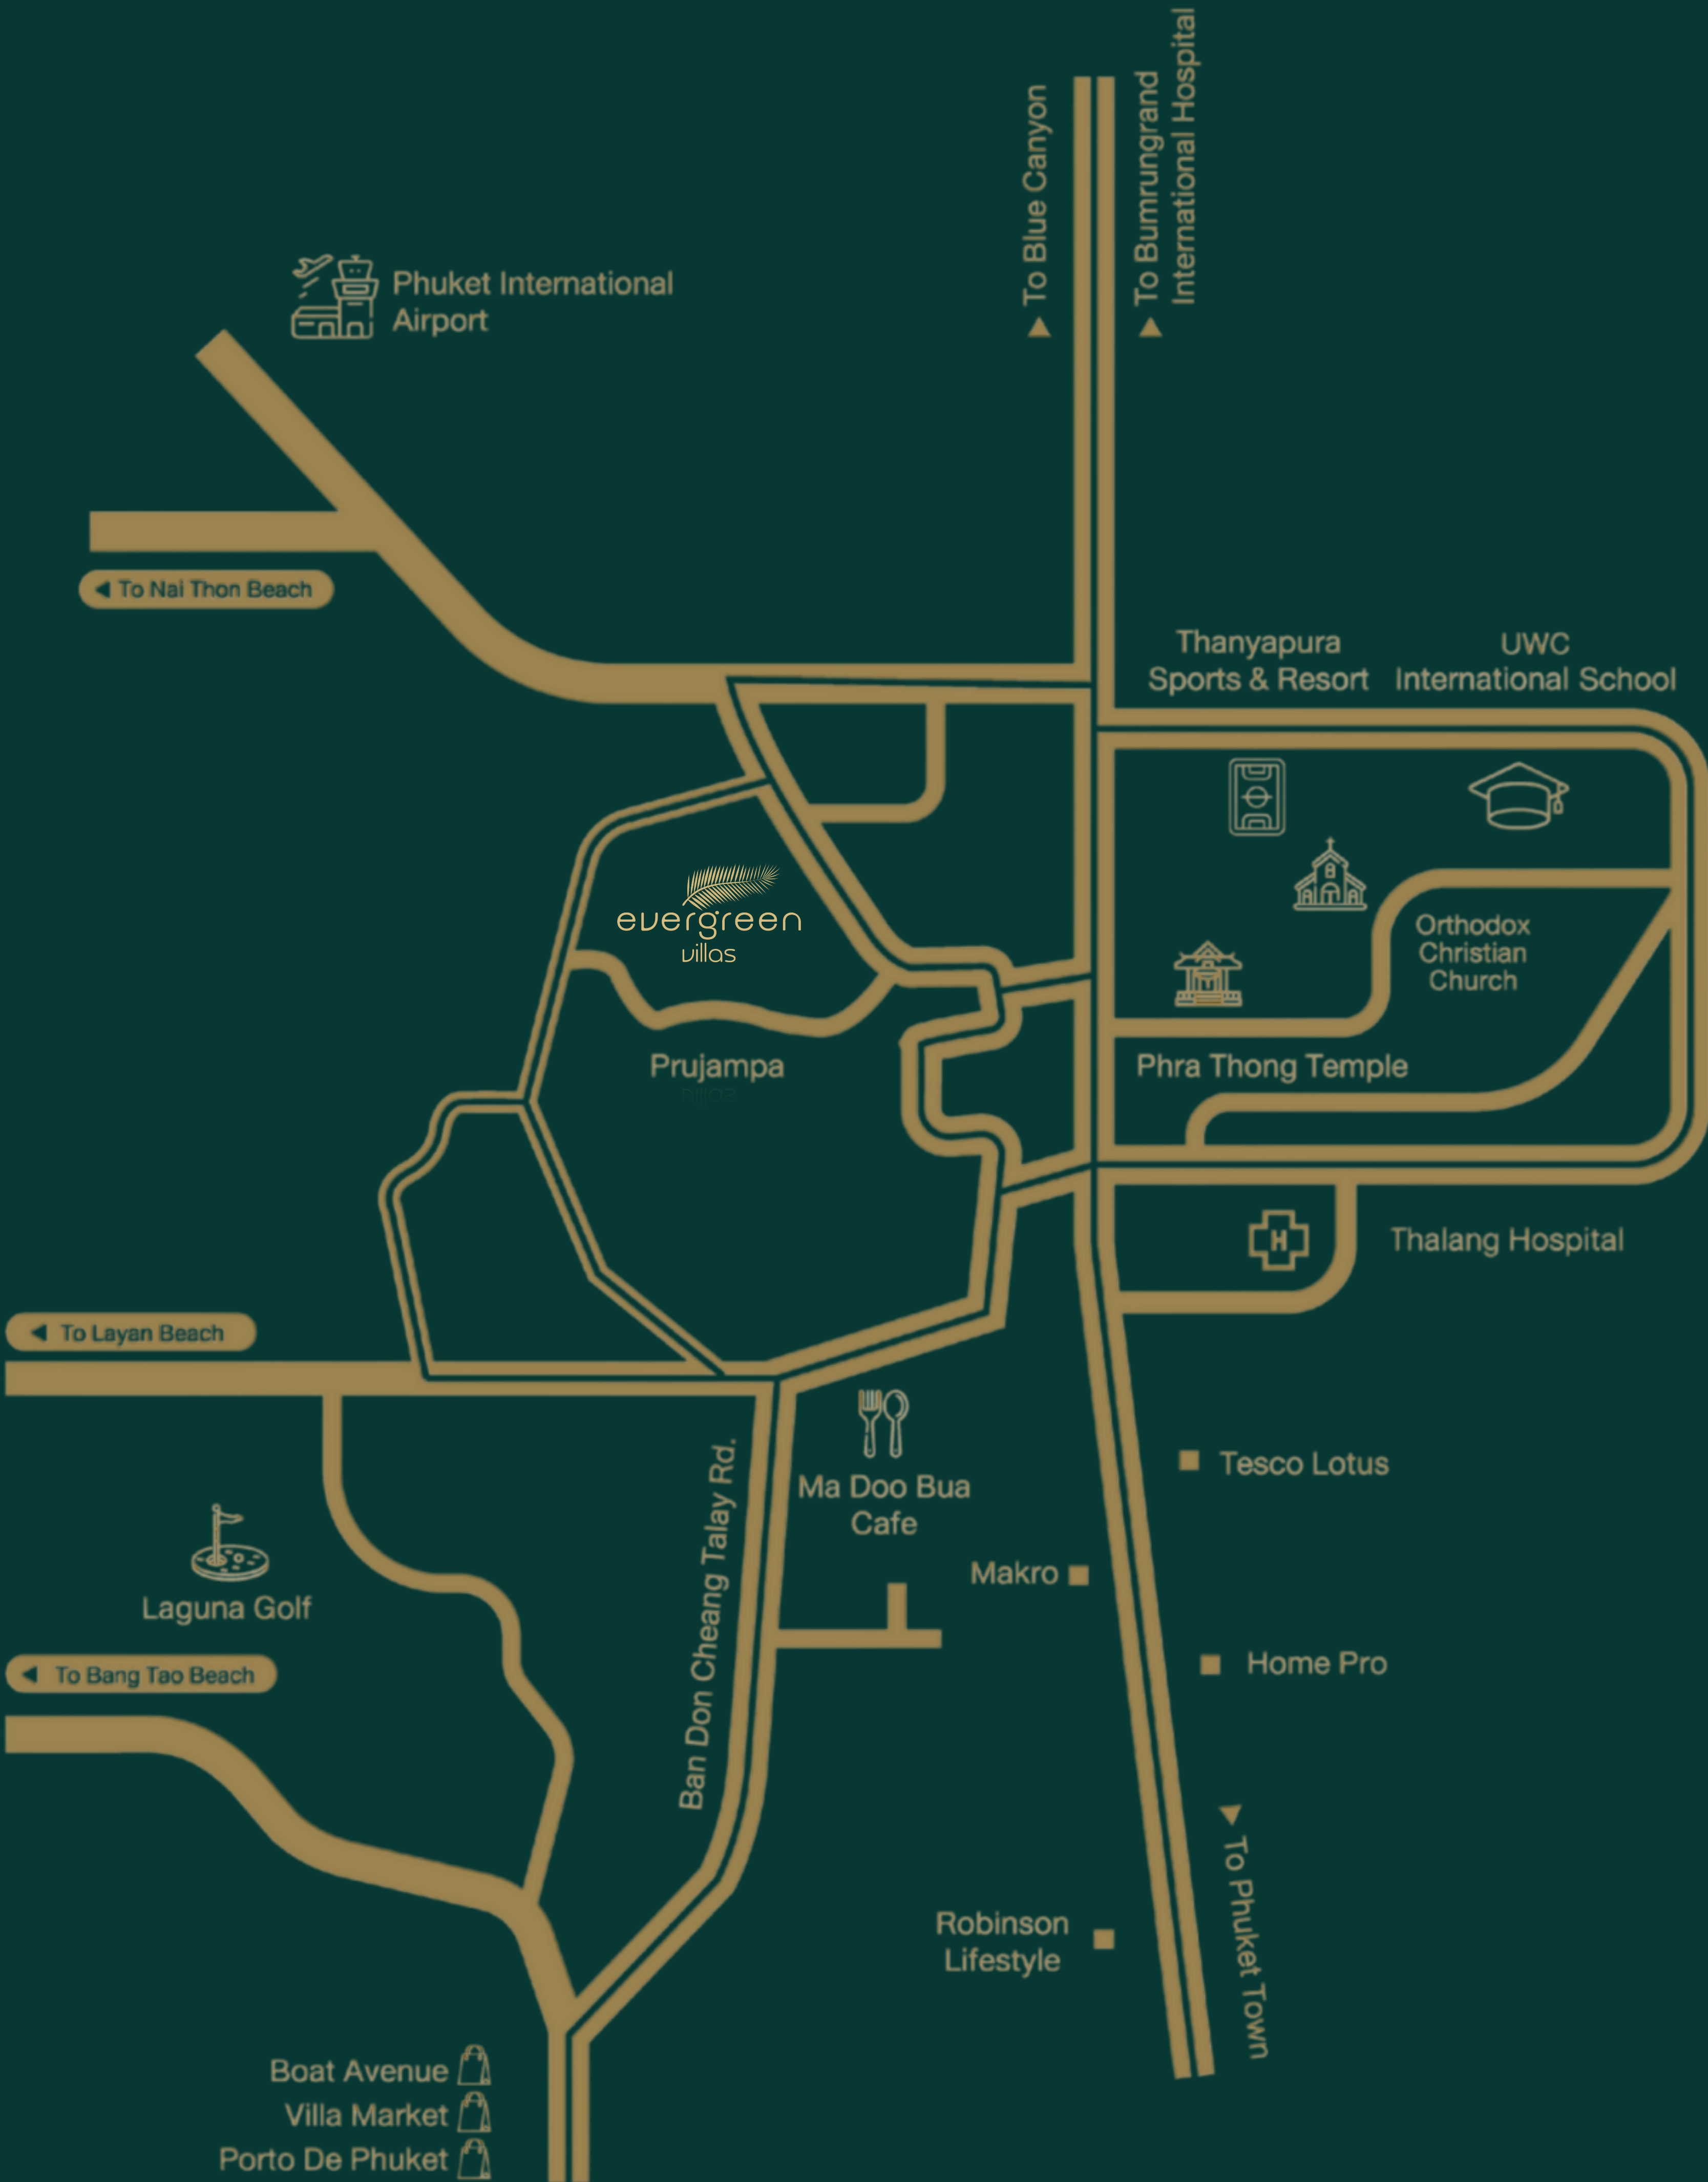 To Blue Canyon
To Bumrungrand
International Hospital
Phuket International
Airport
To Nai Thon Beach
Thanyapura
Sports & Resort
UWC
International School
evergreen
villas
Orthodox
Christian
Church
Prujampa
Phra Thong Temple
villas
Thalang Hospital
H
To Layan Beach
Ban Don Cheang Talay Rd.
Ma Doo Bua
Cafe
Tesco Lotus
Makro
Laguna Golf
To Bang Tao Beach
Home Pro
To Phuket Town
Robinson
Lifestyle
Boat Avenue
Villa Market
Porto De Phuket